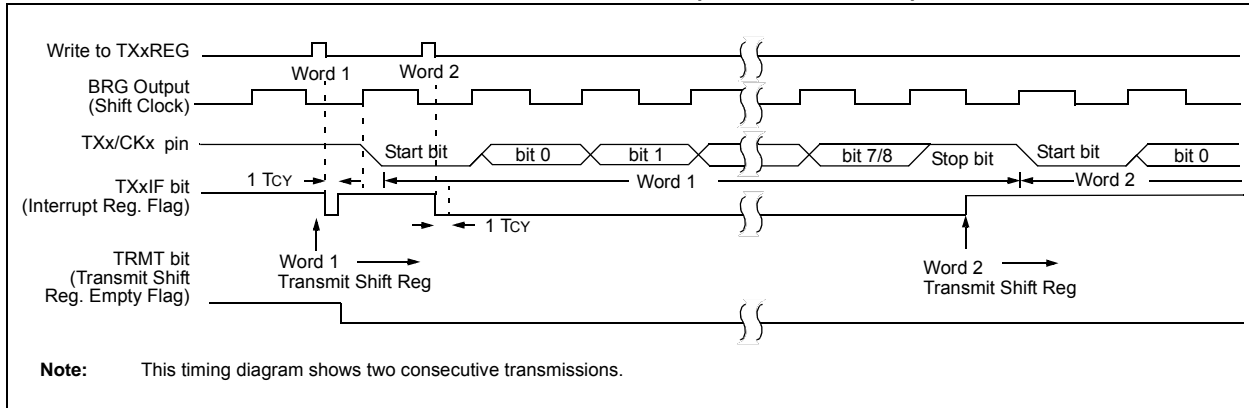 Write to TXxREG
Word 1
Word 2
BRG Output
(Shift Clock)
TXx/CKx pin
Start bit
bit 0
bit 1
bit 7/8
Stop bit
Start bit
bit 0
1 TCY
Word 1
Word 2
TXxIF bit
(Interrupt Reg. Flag)
1 TCY
TRMT bit
(Transmit Shift
Reg. Empty Flag)
Word 1
Transmit Shift Reg
Word 2
Transmit Shift Reg
Note: This timing diagram shows two consecutive transmissions.